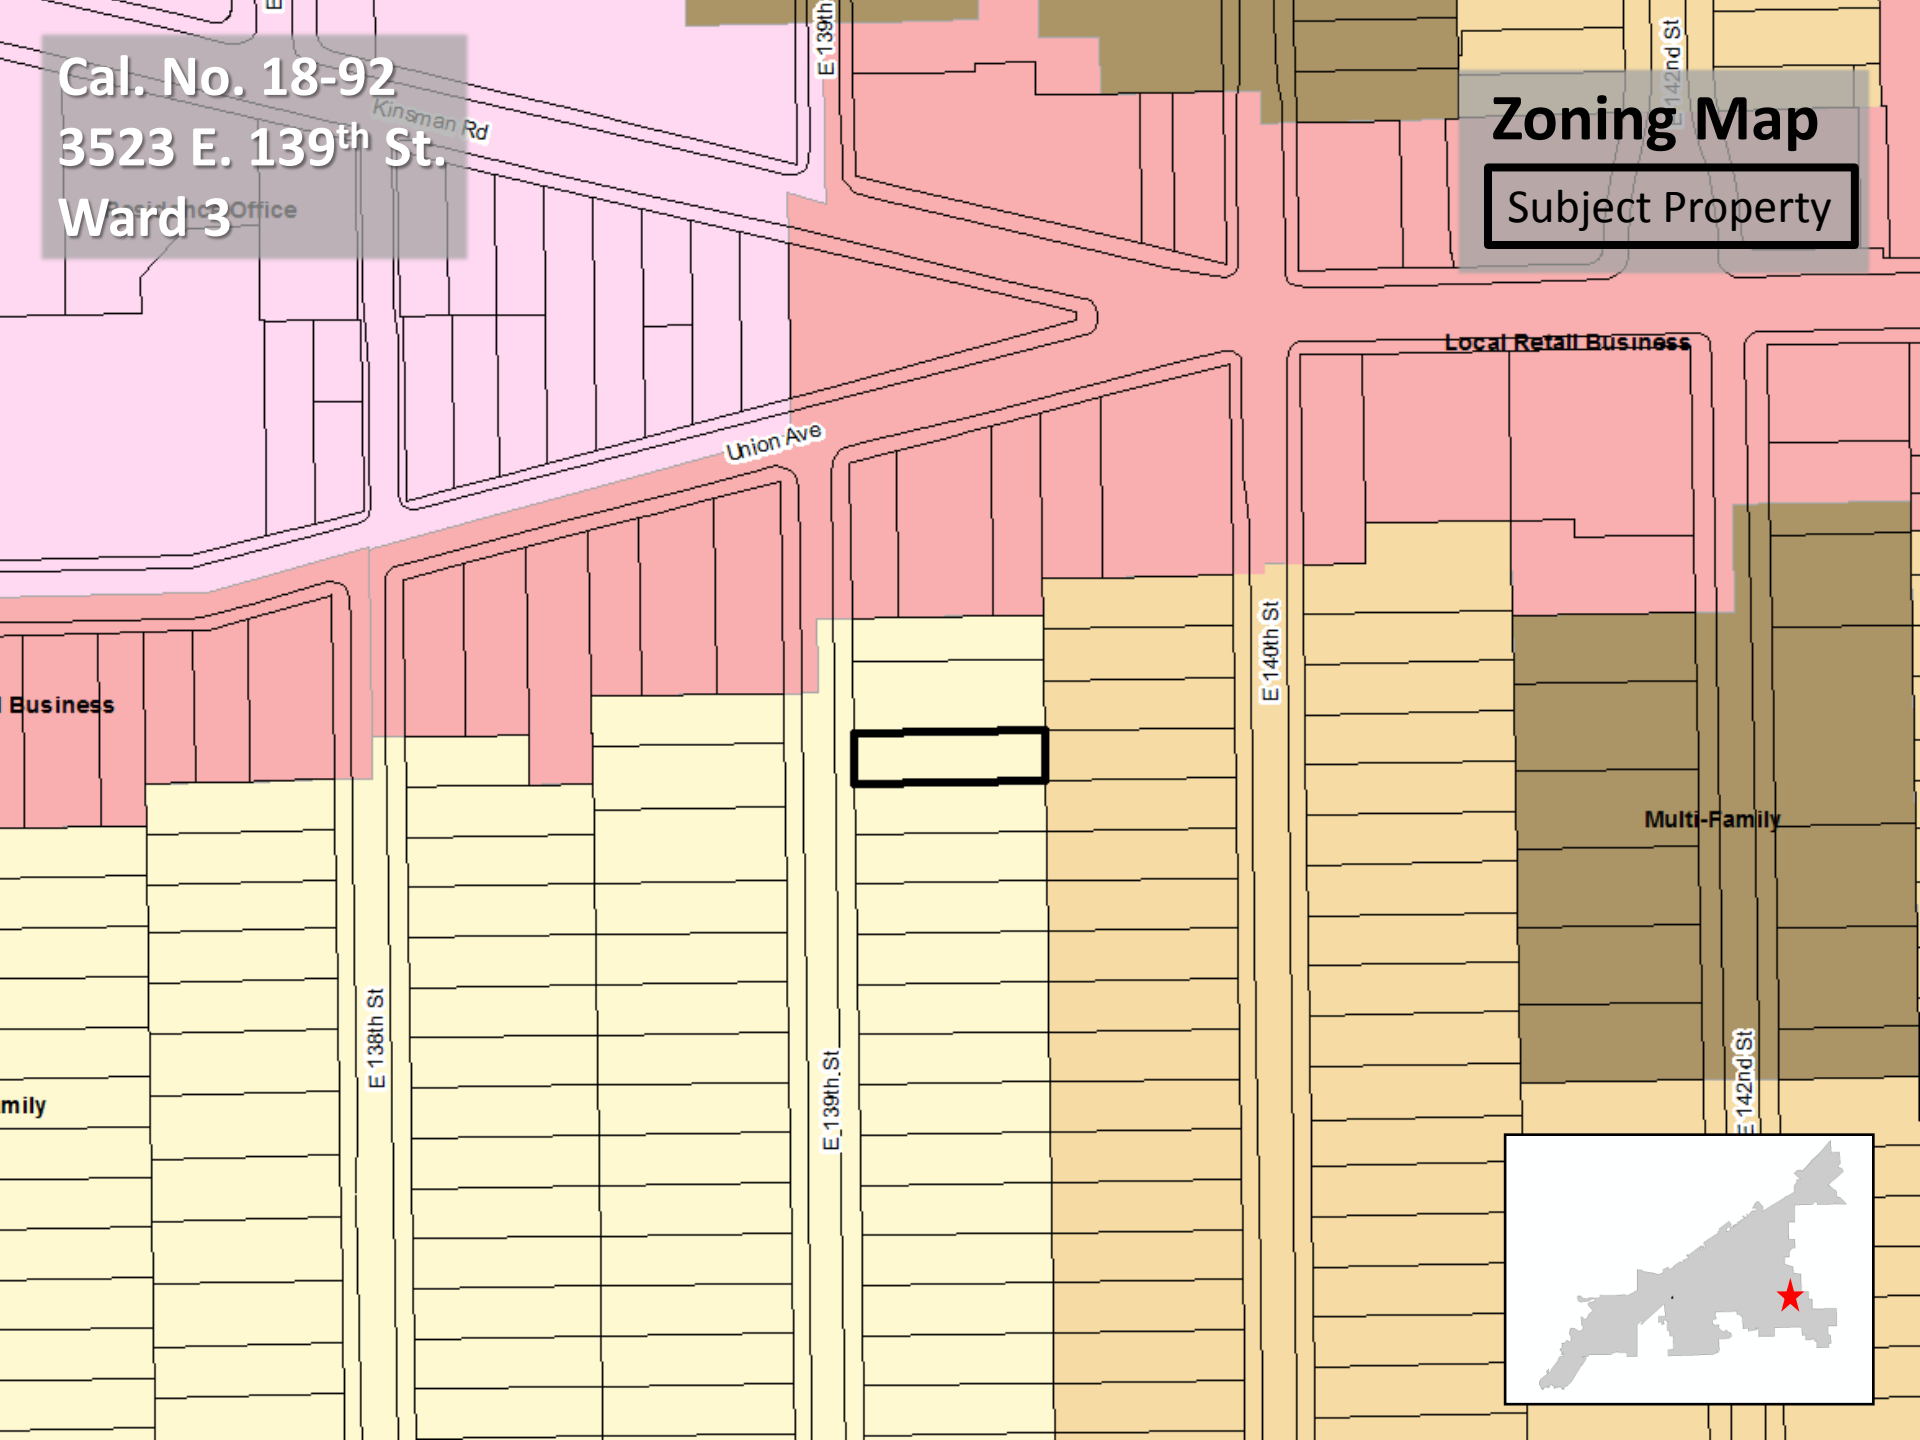 Cal. No. 18-92
3523 E. 139th St.
Ward 3
Zoning Map
Subject Property
E 139th
E 142nd St
Kinsman Rd
Residence Office
Local Retail Business
Union Ave
E 140th St
l Business
Multi-Family
E 138th St
E 139th St
E 142nd St
mily